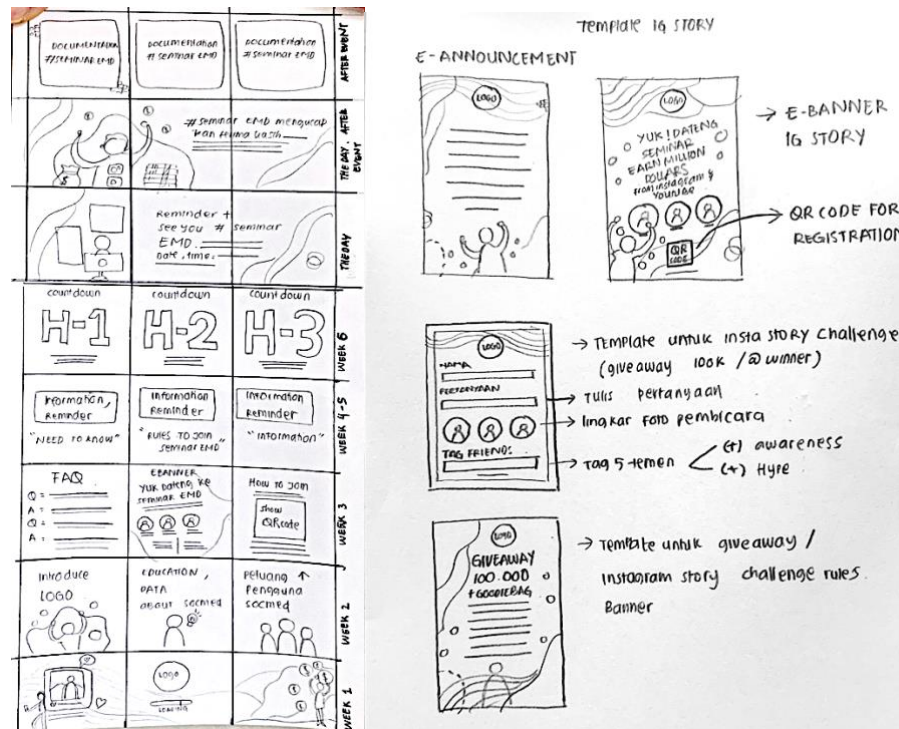 DOCUMENTATION
#SEMINAR EMD
DOCUMENTATION
# seminar EMD
DOCUMENTATION
# seminar EMD
AFTER EVENT
# seminar EMD mengucap
kan terima kasih
THE DAY. AFTER
EVENT
Reminder +
see you # seminar
EMD.
Date, time.
THE DAY
countdown
H-1
countdown
H-2
countdown
H-3
WEEK 6
Information,
Reminder
"NEED TO KNOW"
Information
Reminder
"RULES TO JOIN
SEMINAR EMD"
Information
Reminder
"INFORMATION"
WEEK 4-5
FAQ
Q =
A =
Q =
A =
EBANNER
YUK DATENG KE
SEMINAR EMD
HOW TO JOIN
Show
QR code
WEEK 3
Introduce
LOGO
EDUCATION,
DATA
about socmed
Peluang ↑
Pengguna
socmed
WEEK 2
LOGO
LOADING
WEEK 1
Template IG STORY
E-ANNOUNCEMENT
LOGO
LOGO
YUK! DATENG
SEMINAR
EARN MILLION
DOLLARS
from instagram &
YOUTUBE
QR
CODE
→ E-BANNER
IG STORY
→ QR CODE FOR
REGISTRATION
LOGO
NAMA
PERTANYAAN
TAG FRIENDS:
→ TEMPLATE UNTUK INSTA STORY Challenge
(giveaway 100K /@ winner)
→ Tulis pertanyaan
→ lingkar foto pembicara
→ Tag 5 temen
(+) awareness
(+) Hype
LOGO
GIVEAWAY
100.000
+ GOODIEBAG
→ Template untuk giveaway /
Instagram story challenge rules.
Banner